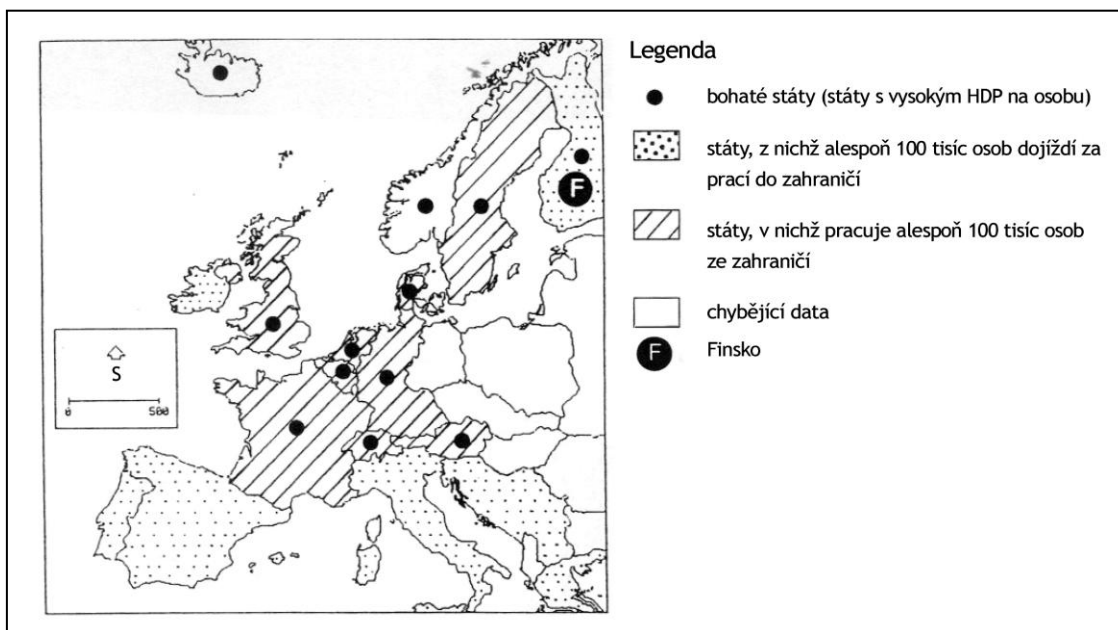 Legenda
bohaté státy (státy s vysokým HDP na osobu)
státy, z nichž alespoň 100 tisíc osob dojíždí za
prací do zahraničí
státy, v nichž pracuje alespoň 100 tisíc osob
ze zahraničí
chybějící data
F Finsko
F
S
0 500